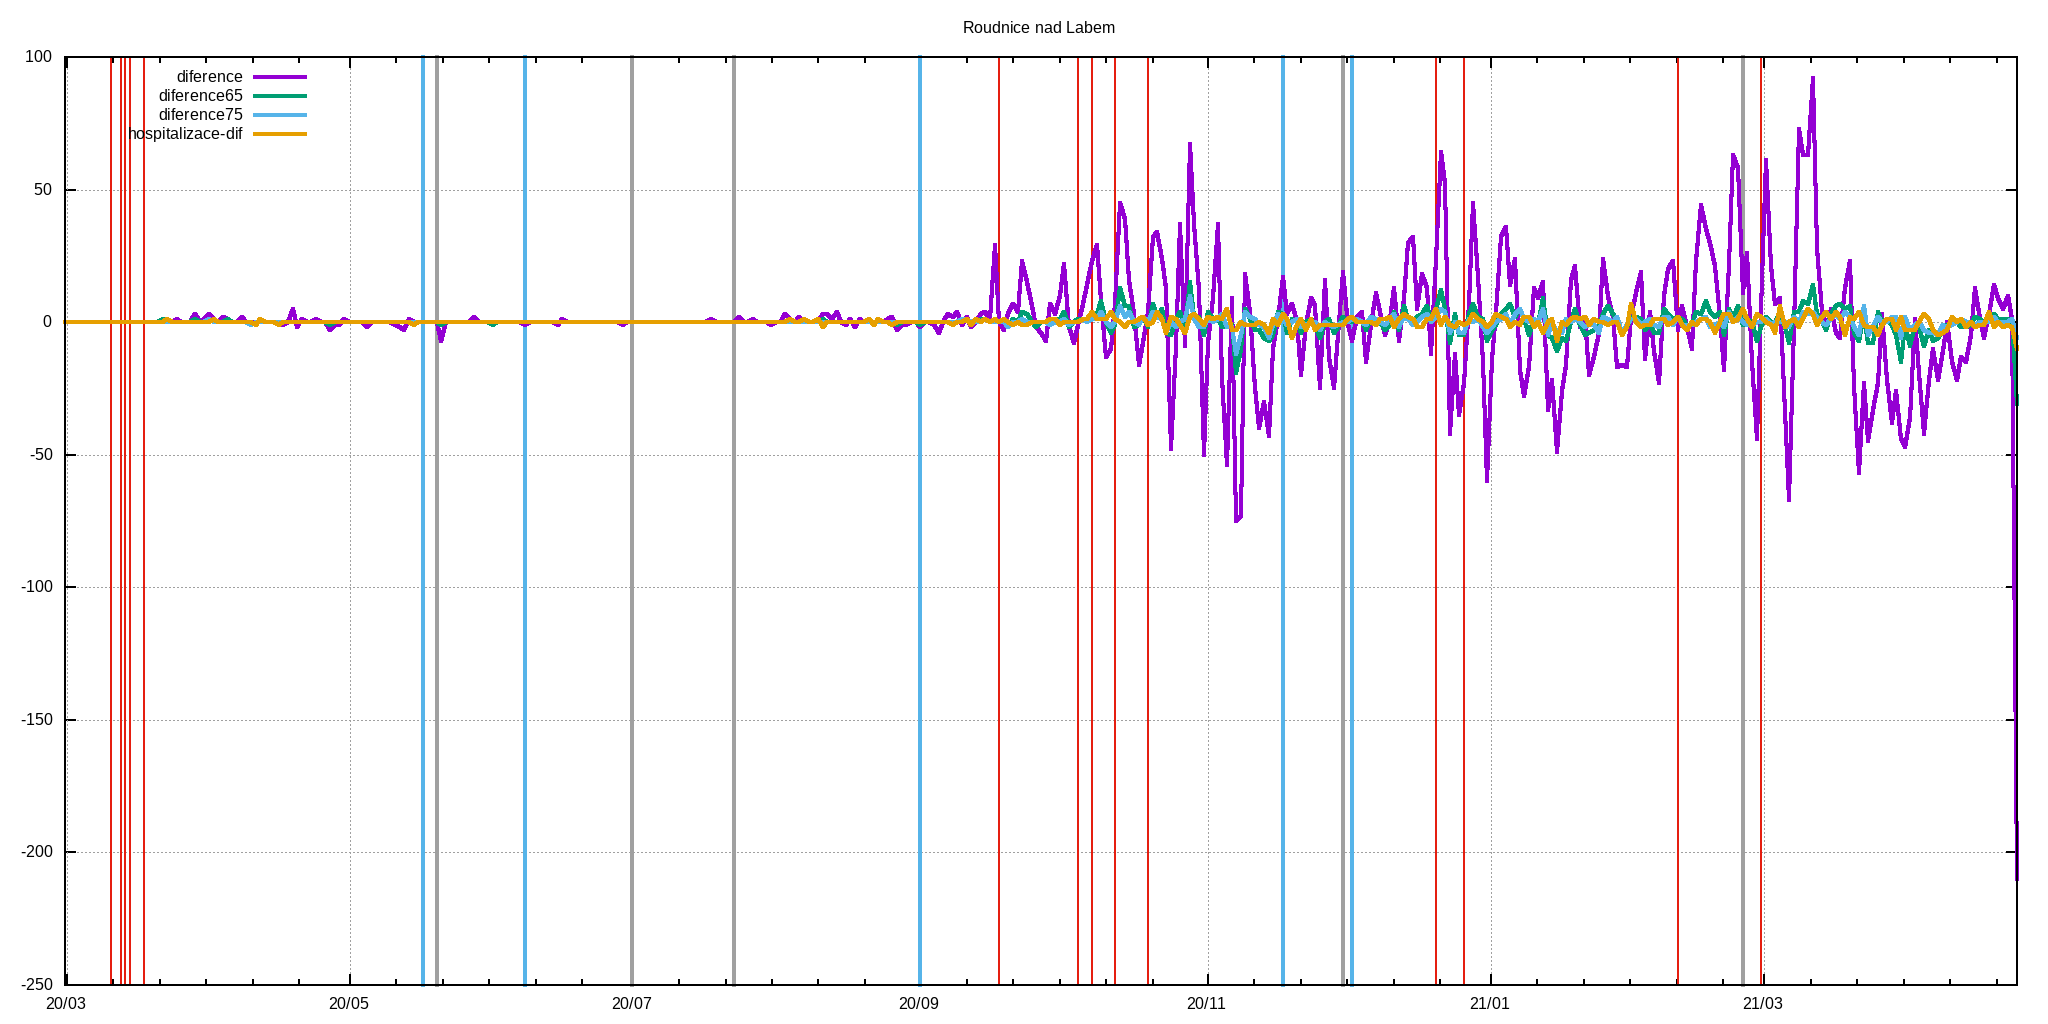 Roudnice nad Labem
100
50
0
-50
-100
-150
-200
-250
diference
diference65
diference75
hospitalizace-dif
20/03 20/05 20/07 20/09 20/11 21/01 21/03